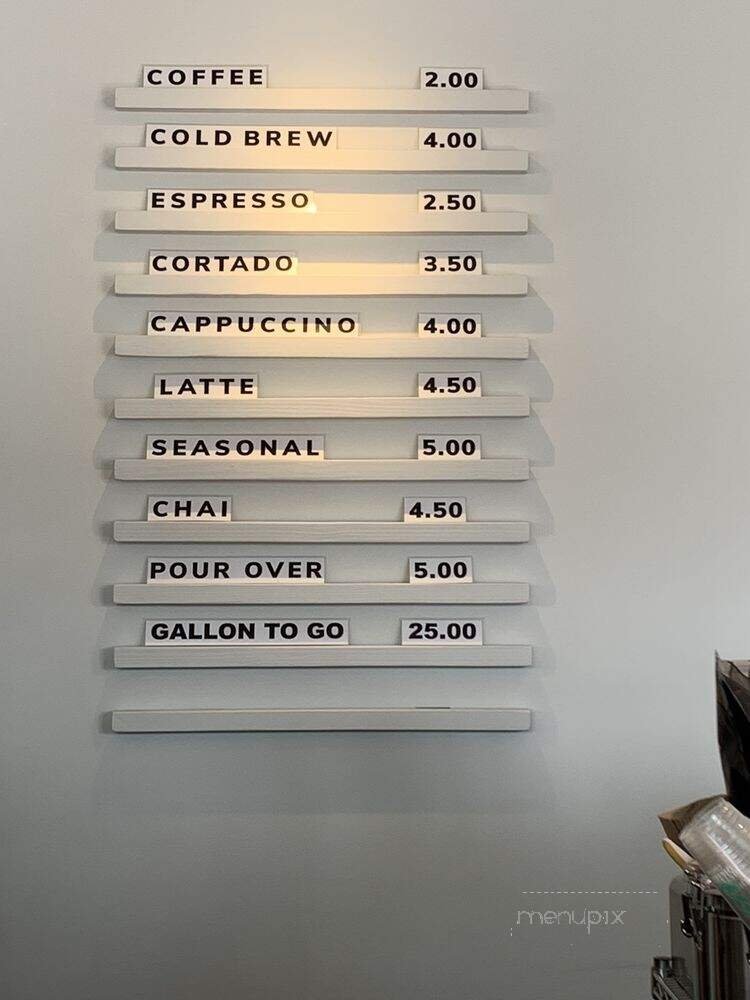 COFFEE 2.00
COLD BREW 4.00
ESPRESSO 2.50
CORTADO 3.50
CAPPUCCINO 4.00
LATTE 4.50
SEASONAL 5.00
CHAI 4.50
POUR OVER 5.00
GALLON TO GO 25.00
menupix